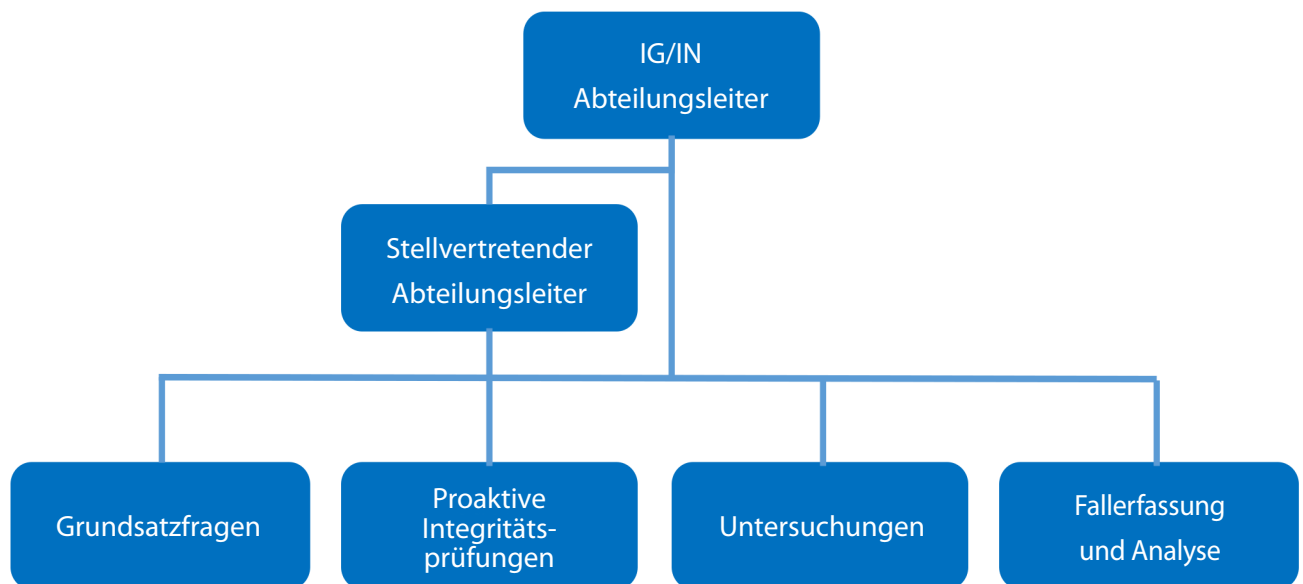 IG/IN
Abteilungsleiter
Stellvertretender
Abteilungsleiter
Grundsatzfragen
Proaktive
Integritäts-
prüfungen
Untersuchungen
Fallerfassung
und Analyse